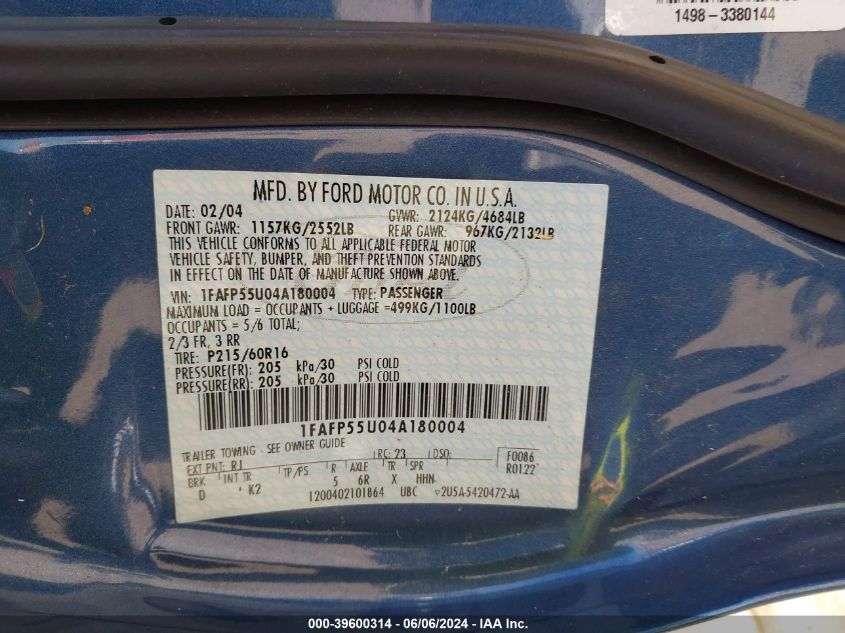 1498-3380144
MFD. BY FORD MOTOR CO. IN U.S.A.
DATE: 02/04 GVWR: 2124KG/4684LB
FRONT GAWR: 1157KG/2552LB REAR GAWR: 967KG/2132LB
THIS VEHICLE CONFORMS TO ALL APPLICABLE FEDERAL MOTOR
VEHICLE SAFETY, BUMPER, AND THEFT PREVENTION STANDARDS
IN EFFECT ON THE DATE OF MANUFACTURE SHOWN ABOVE.
VIN: 1FAFP55U04A180004 TYPE: PASSENGER
MAXIMUM LOAD = OCCUPANTS + LUGGAGE =499KG/1100LB
OCCUPANTS = 5/6 TOTAL;
2/3 FR, 3 RR
TIRE: P215/60R16
PRESSURE(FR) 205 kPa/30 PSI COLD
PRESSURE(RR) 205 kPa/30 PSI COLD
1FAFP55U04A180004
TRAILER TOWING - SEE OWNER GUIDE
EXT PNT: RJ RC: 23 DSO: F0086
BRK INT TR TP/PS R AXLE TR SPR R0122
D K2 5 6R X HHN
1200402101864 UBC 2U5A-5420472-AA
000-39600314 - 06/06/2024 - IAA Inc.